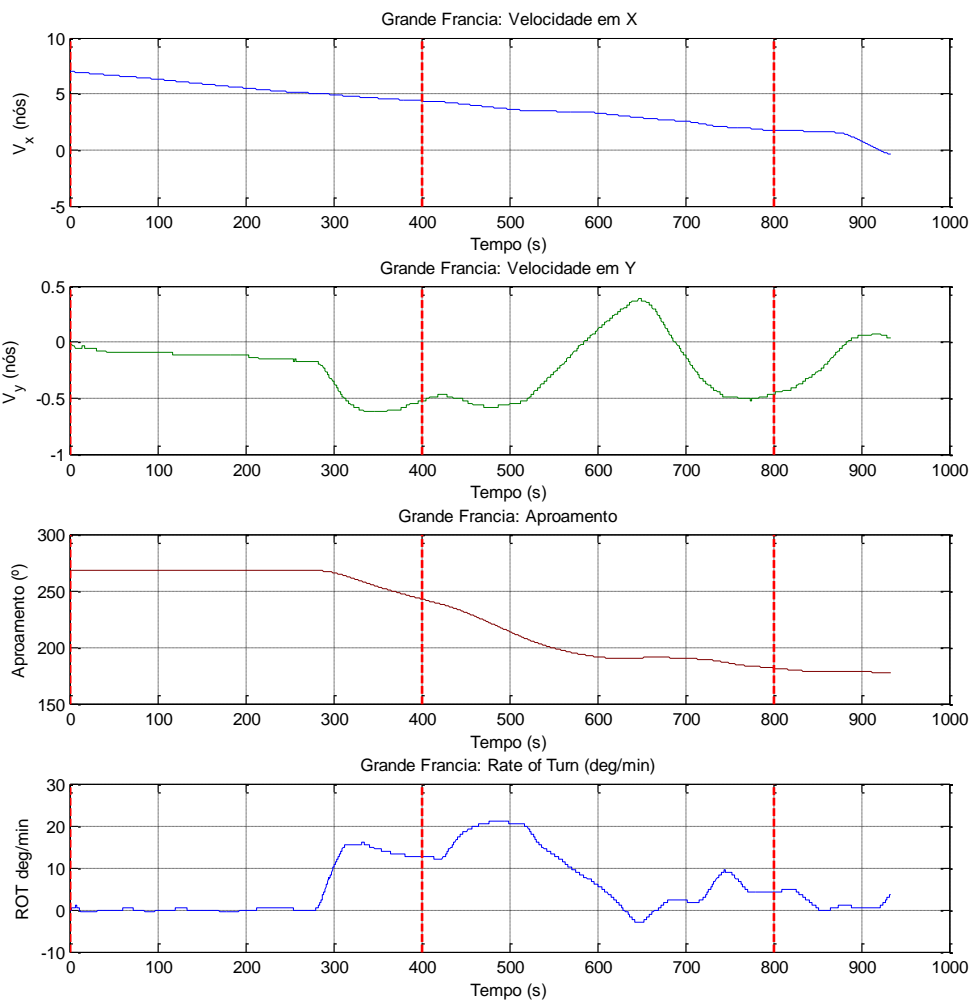 Grande Francia: Velocidade em X
10
5
0
-5
V_x (nós)
0 100 200 300 400 500 600 700 800 900 1000
Tempo (s)
Grande Francia: Velocidade em Y
0.5
0
-0.5
-1
V_y (nós)
0 100 200 300 400 500 600 700 800 900 1000
Tempo (s)
Grande Francia: Aproamento
300
250
200
150
Aproamento (º)
0 100 200 300 400 500 600 700 800 900 1000
Tempo (s)
Grande Francia: Rate of Turn (deg/min)
30
20
10
0
-10
ROT deg/min
0 100 200 300 400 500 600 700 800 900 1000
Tempo (s)